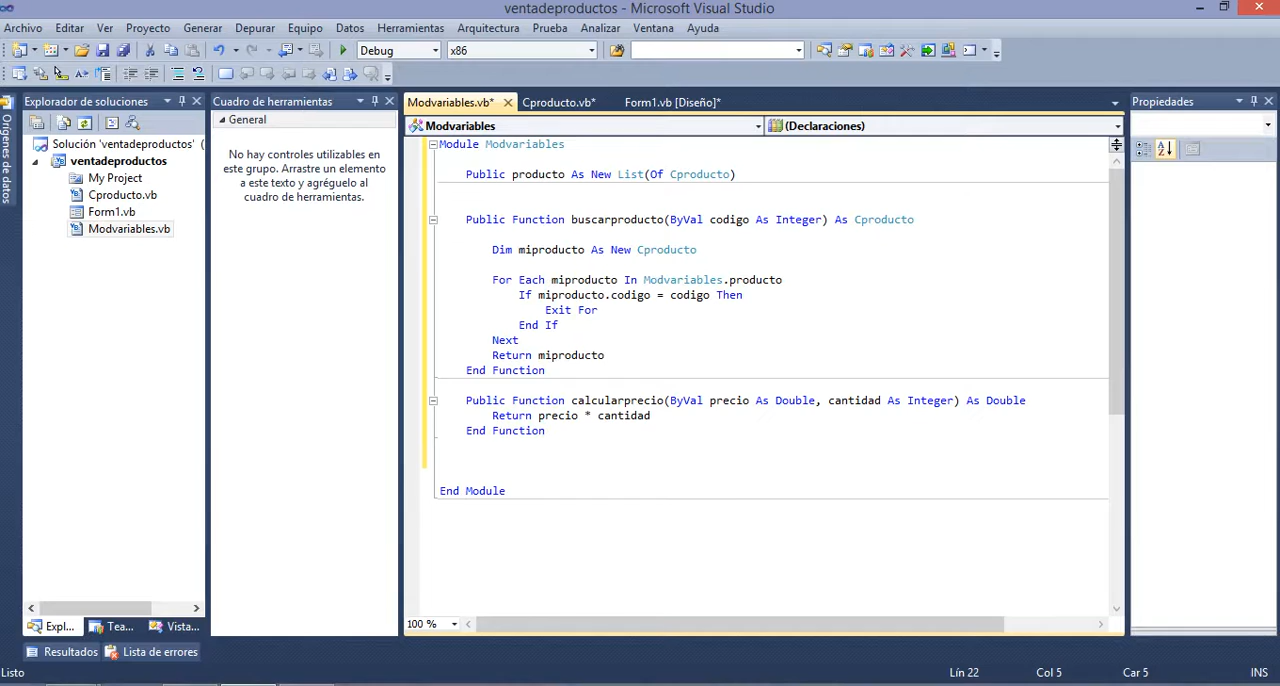 ventadeproductos - Microsoft Visual Studio
Archivo Editar Ver Proyecto Generar Depurar Equipo Datos Herramientas Arquitectura Prueba Analizar Ventana Ayuda
Debug x86
Orígenes de datos
Explorador de soluciones
Solución 'ventadeproductos' (
ventadeproductos
My Project
Cproducto.vb
Form1.vb
Modvariables.vb
Expl... Tea... Vista...
Cuadro de herramientas
General
No hay controles utilizables en
este grupo. Arrastre un elemento
a este texto y agréguelo al
cuadro de herramientas.
Modvariables.vb* Cproducto.vb* Form1.vb [Diseño]*
Modvariables (Declaraciones)
Module Modvariables
Public producto As New List(Of Cproducto)
Public Function buscarproducto(ByVal codigo As Integer) As Cproducto
Dim miproducto As New Cproducto
For Each miproducto In Modvariables.producto
If miproducto.codigo = codigo Then
Exit For
End If
Next
Return miproducto
End Function
Public Function calcularprecio(ByVal precio As Double, cantidad As Integer) As Double
Return precio * cantidad
End Function
End Module
100 %
Propiedades
Resultados Lista de errores
Listo Lín 22 Col 5 Car 5 INS